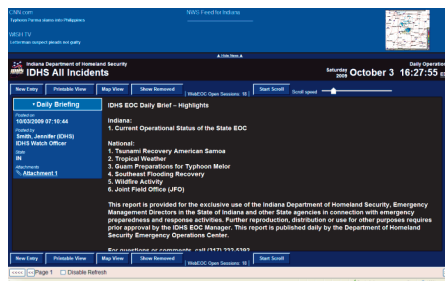 CNN.com
Typhoon Parma slams into Philippines
NWS Feed for Indiana
WISH TV
Letterman suspect pleads not guilty
▲ Hide News ▲
Indiana Department of Homeland Security
IDHS All Incidents
Daily Operation
Saturday 2009 October 3 16:27:55
New Entry Printable View Map View Show Removed | WebEOC Open Sessions: 18 | Start Scroll Scroll speed
Daily Briefing
Posted on
10/03/2009 07:10:44
Posted by
Smith, Jennifer (IDHS)
IDHS Watch Officer
State
IN
Attachments
Attachment 1
IDHS EOC Daily Brief – Highlights
Indiana:
1. Current Operational Status of the State EOC
National:
1. Tsunami Recovery American Samoa
2. Tropical Weather
3. Guam Preparations for Typhoon Melor
4. Southeast Flooding Recovery
5. Wildfire Activity
6. Joint Field Office (JFO)
This report is provided for the exclusive use of the Indiana Department of Homeland Security, Emergency
Management Directors in the State of Indiana and other State agencies in connection with emergency
preparedness and response activities. Further reproduction, distribution or use for other purposes requires
prior approval by the IDHS EOC Manager. This report is published daily by the Department of Homeland
Security Emergency Operations Center.
For questions or comments, call (317)
New Entry Printable View Map View Show Removed | WebEOC Open Sessions: 18 | Start Scroll
<<<< << Page 1 Disable Refresh